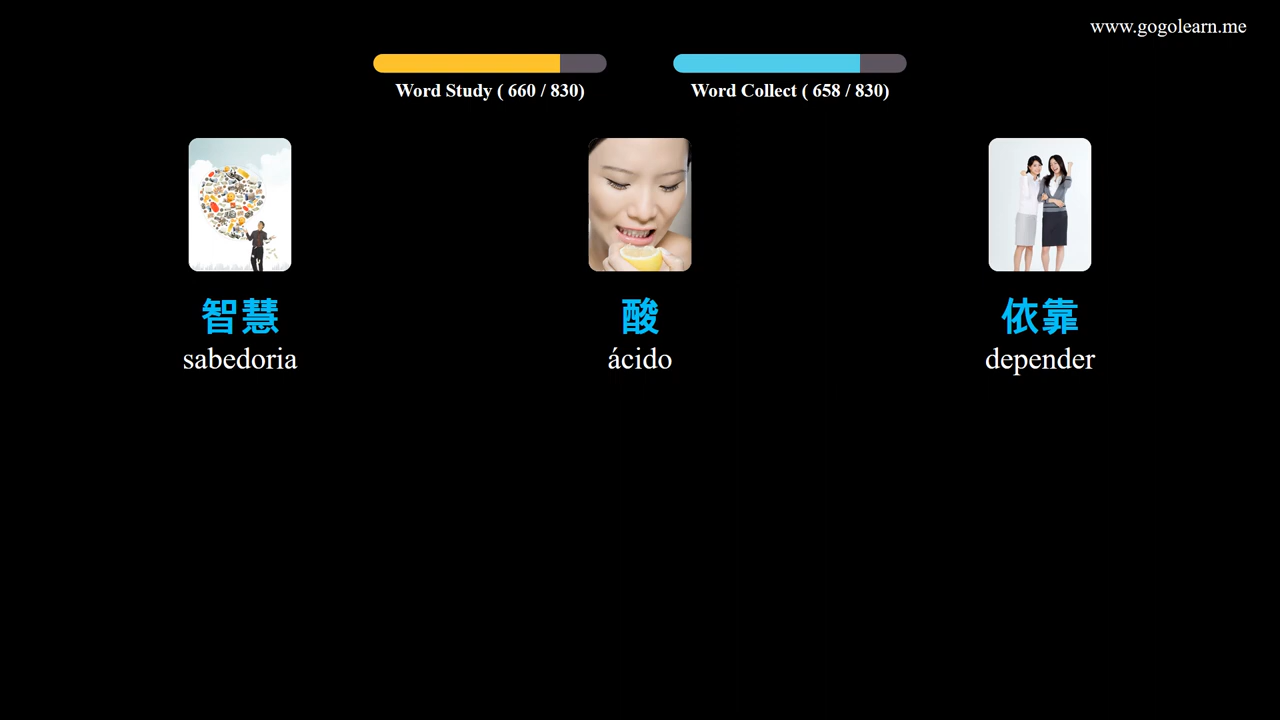 www.gogolearn.me
Word Study ( 660 / 830)
Word Collect ( 658 / 830)
智慧
sabedoria
酸
ácido
依靠
depender